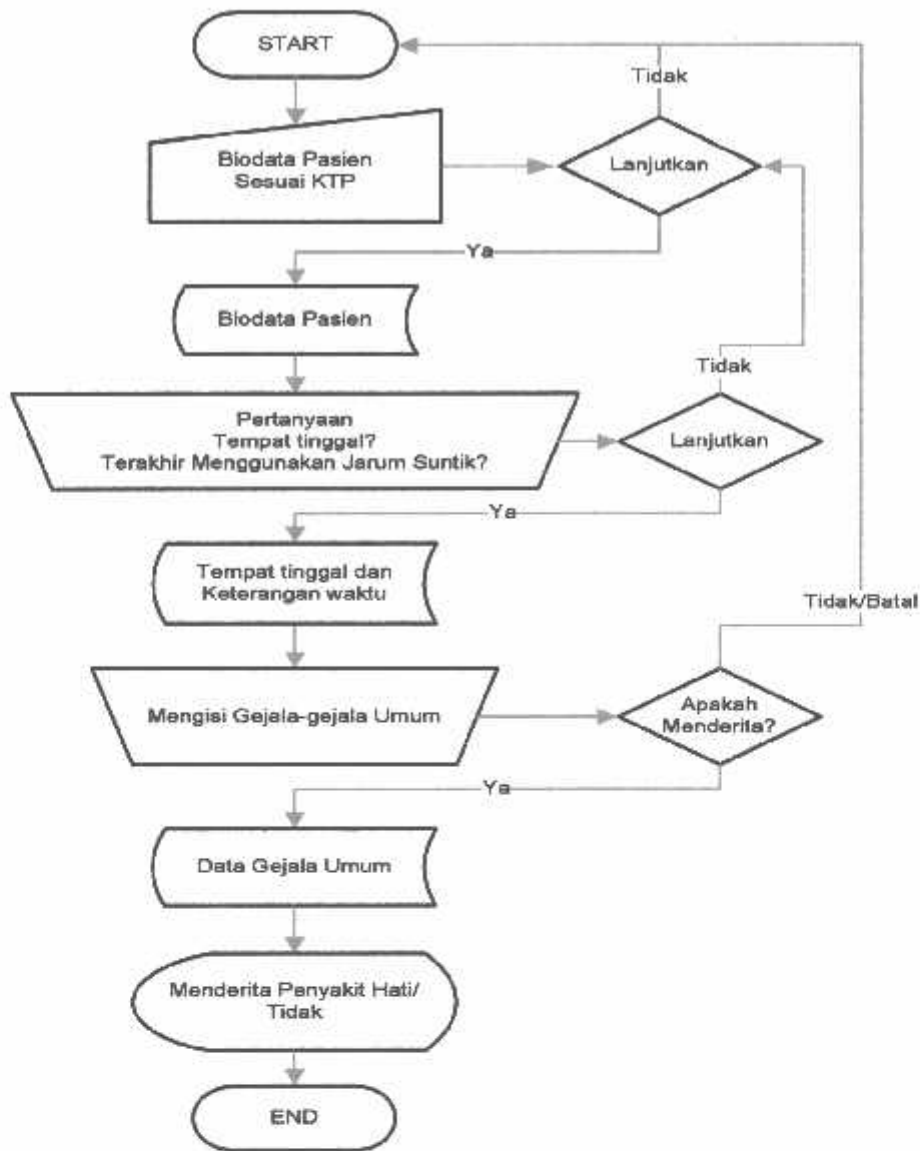 START
Tidak
Biodata Pasien
Sesuai KTP
Lanjutkan
Ya
Biodata Pasien
Tidak
Pertanyaan
Tempat tinggal?
Terakhir Menggunakan Jarum Suntik?
Lanjutkan
Ya
Tempat tinggal dan
Keterangan waktu
Tidak/Batal
Mengisi Gejala-gejala Umum
Apakah
Menderita?
Ya
Data Gejala Umum
Menderita Penyakit Hati/
Tidak
END